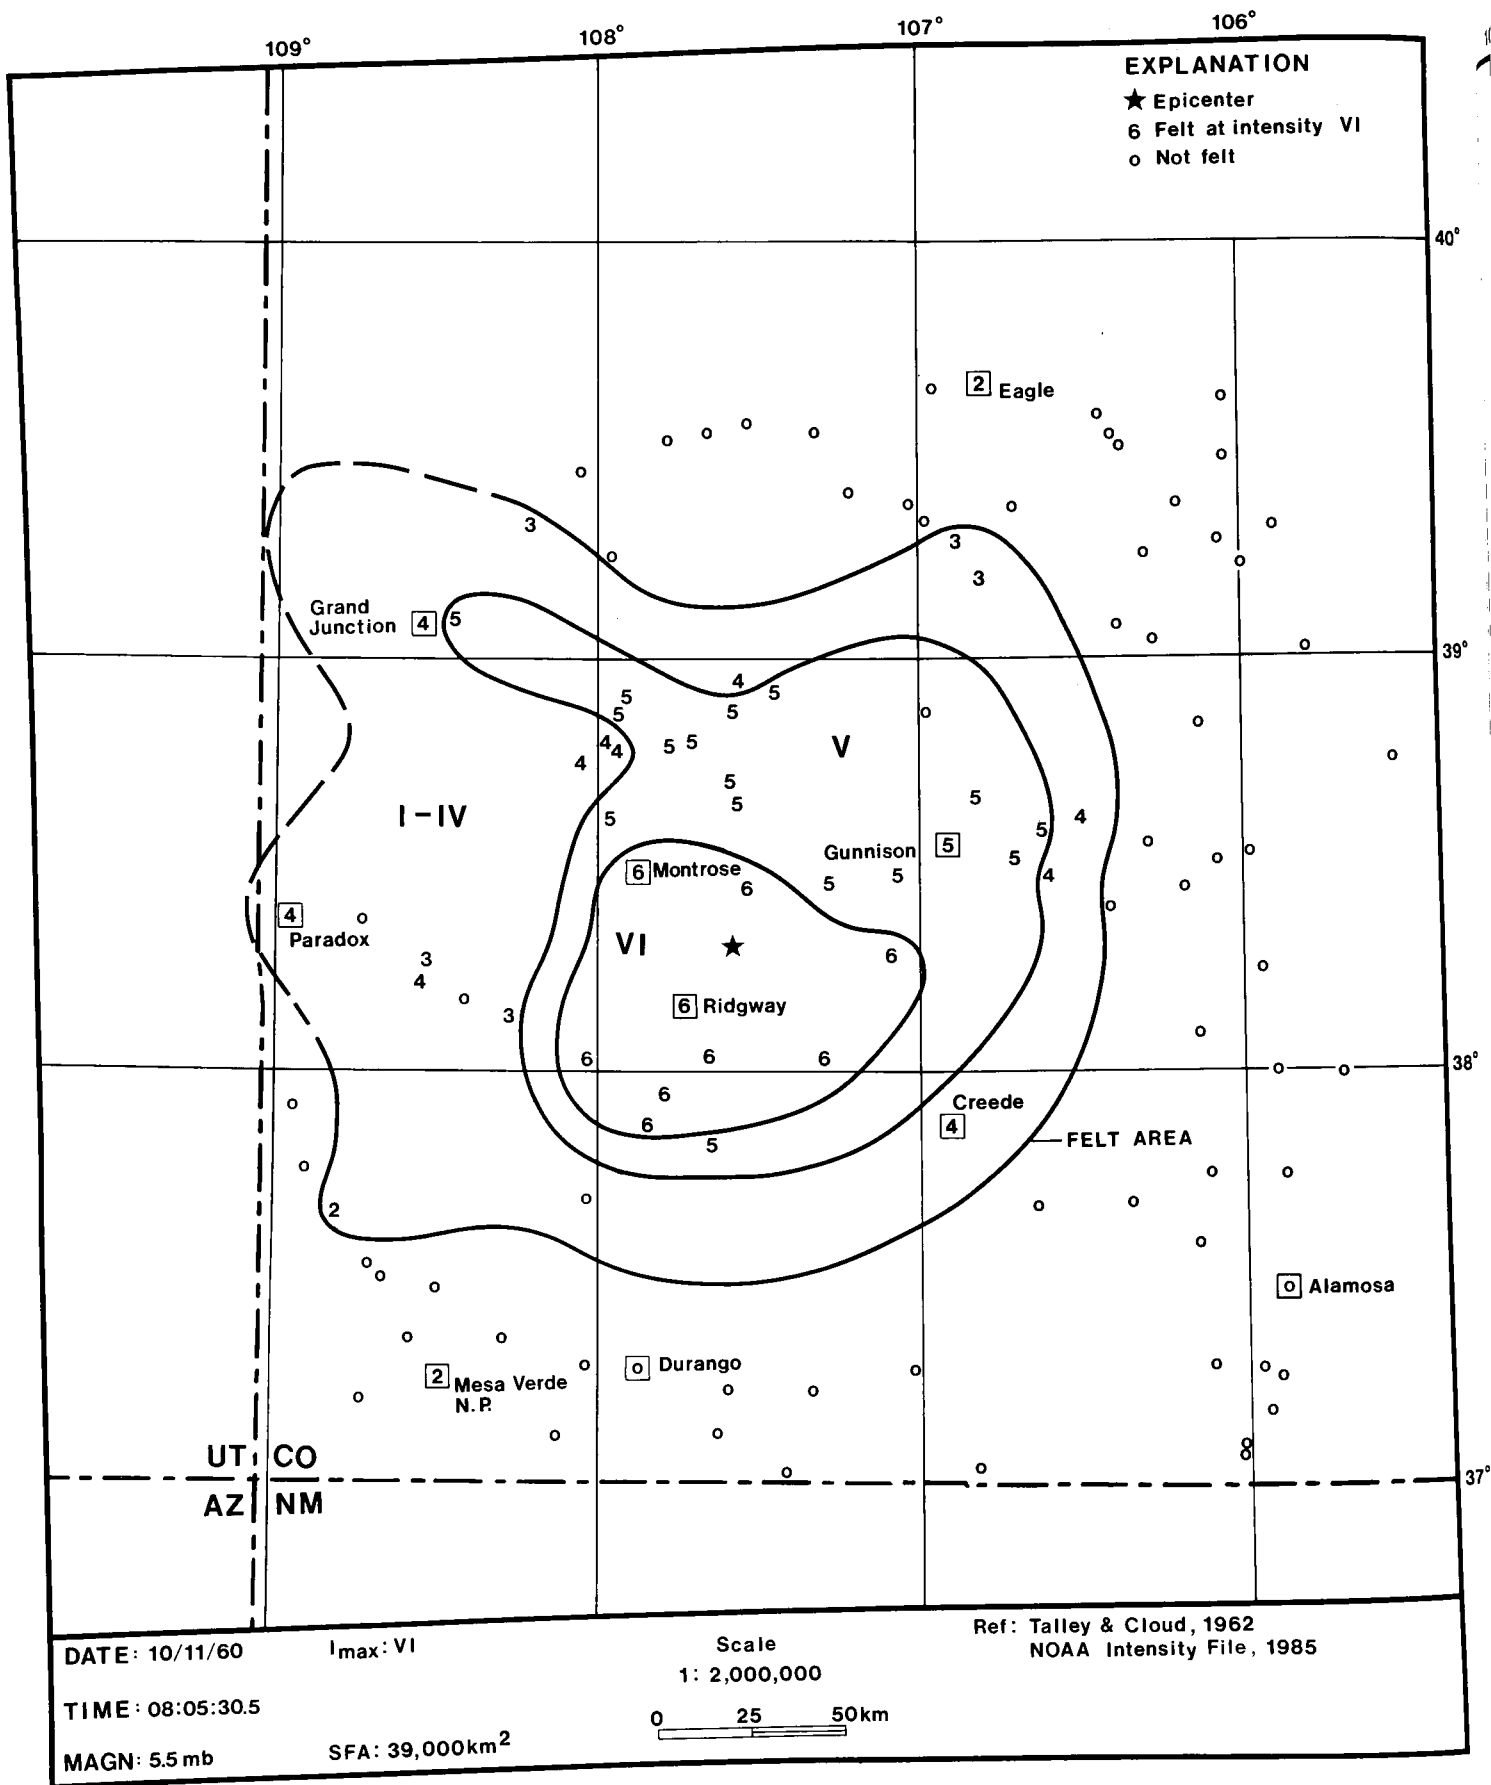 109° 108° 107° 106°
EXPLANATION
★ Epicenter
6 Felt at intensity VI
o Not felt
40°
2 Eagle
3
3
3
Grand
Junction 4 5
39°
4
5
5
5
5
4
4
4
5 5
V
5
5
5
I-IV
5
5
4
Gunnison 5
5
6 Montrose
6
5
5
4
4
Paradox
VI
★
6
3
4
6 Ridgway
3
6
6
6
38°
6
Creede
4
6
5
FELT AREA
2
o Alamosa
o Durango
2 Mesa Verde
N.P.
UT CO
37°
AZ NM
DATE: 10/11/60
Imax: VI
Scale
1: 2,000,000
Ref: Talley & Cloud, 1962
NOAA Intensity File, 1985
TIME: 08:05:30.5
0 25 50km
MAGN: 5.5 mb
SFA: 39,000km²